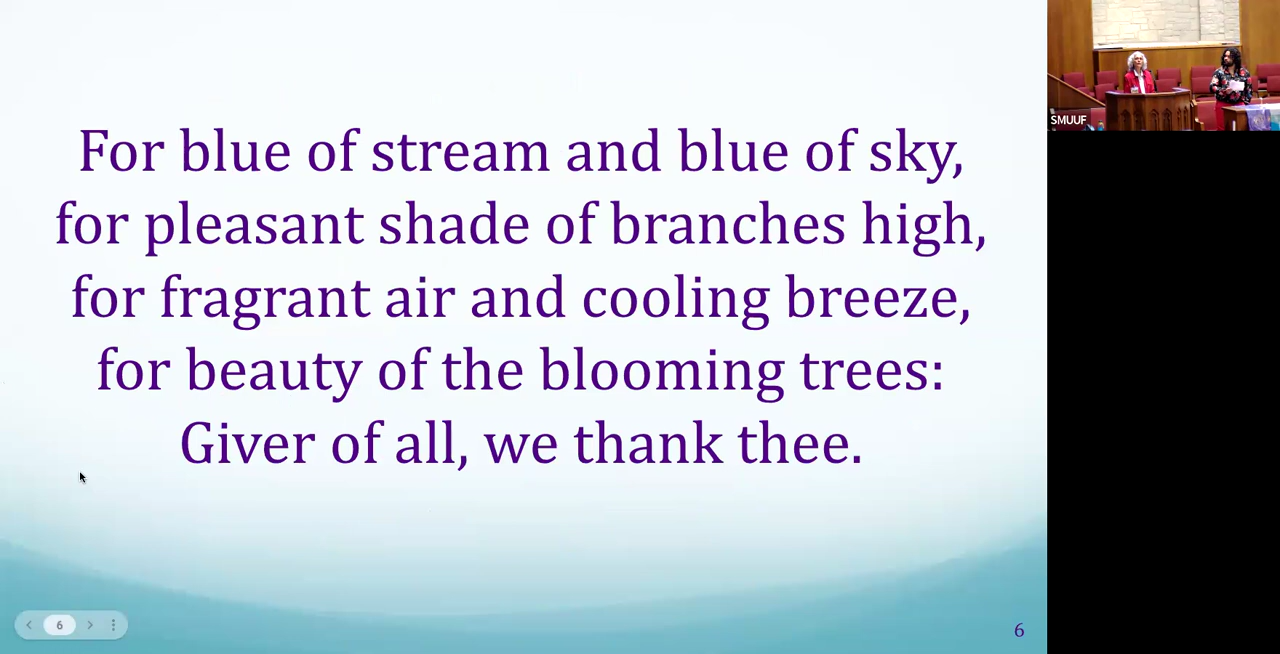 For blue of stream and blue of sky,
for pleasant shade of branches high,
for fragrant air and cooling breeze,
for beauty of the blooming trees:
Giver of all, we thank thee.
6
6
SMUUF